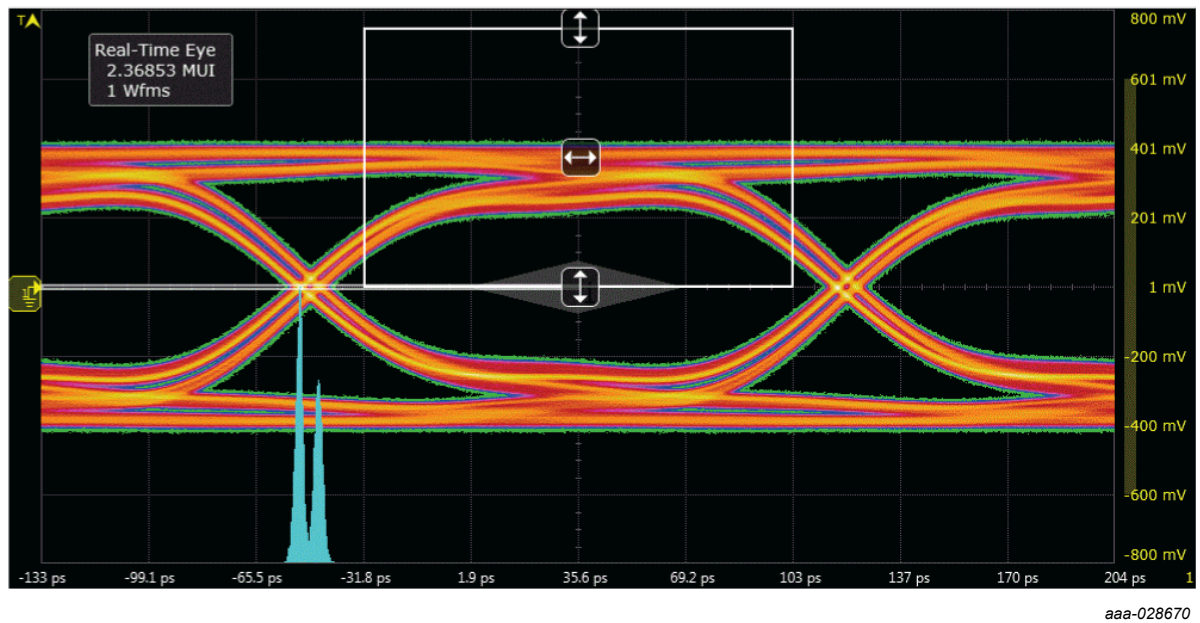 T
800 mV
Real-Time Eye
2.36853 MUI
1 Wfms
601 mV
401 mV
201 mV
1 mV
1
-200 mV
-400 mV
-600 mV
-800 mV
-133 ps -99.1 ps -65.5 ps -31.8 ps 1.9 ps 35.6 ps 69.2 ps 103 ps 137 ps 170 ps 204 ps 1
aaa-028670